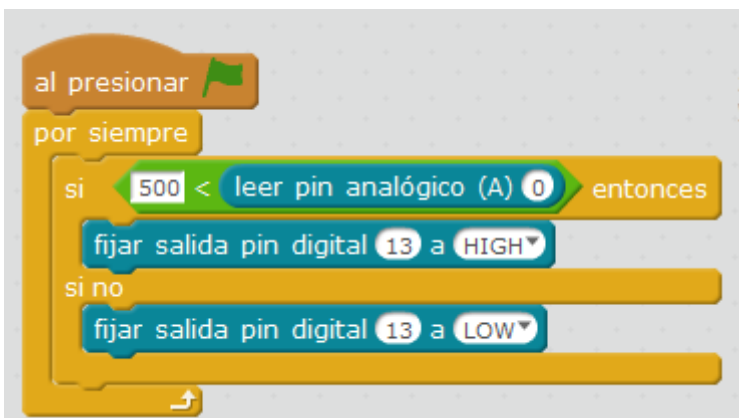 al presionar
por siempre
si 500 < leer pin analógico (A) 0 entonces
fijar salida pin digital 13 a HIGH
si no
fijar salida pin digital 13 a LOW